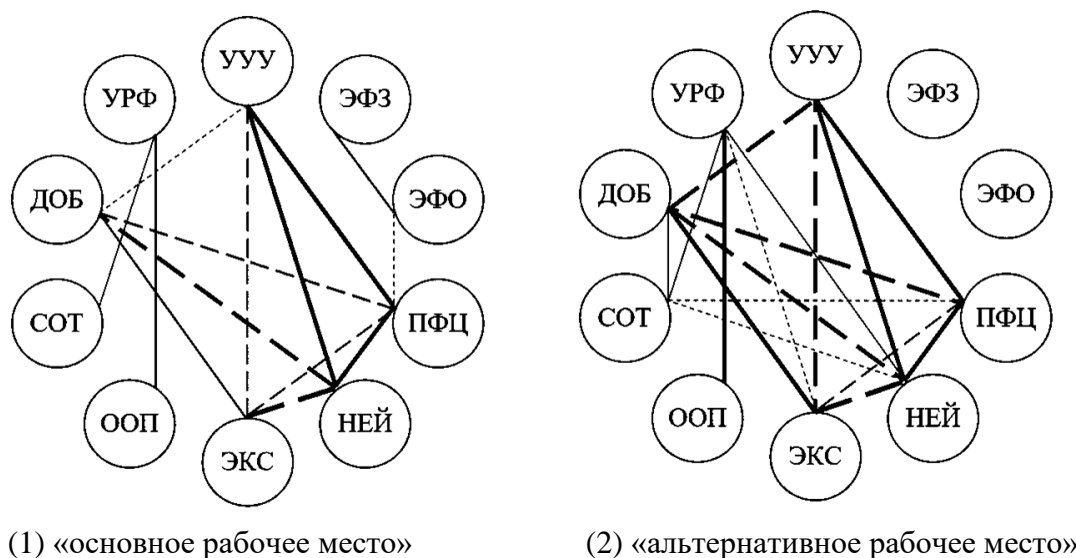 УУУ
УРФ
ЭФЗ
ДОБ
ЭФО
СОТ
ПФЦ
ООП
НЕЙ
ЭКС
(1) «основное рабочее место»
УУУ
УРФ
ЭФЗ
ДОБ
ЭФО
СОТ
ПФЦ
ООП
НЕЙ
ЭКС
(2) «альтернативное рабочее место»